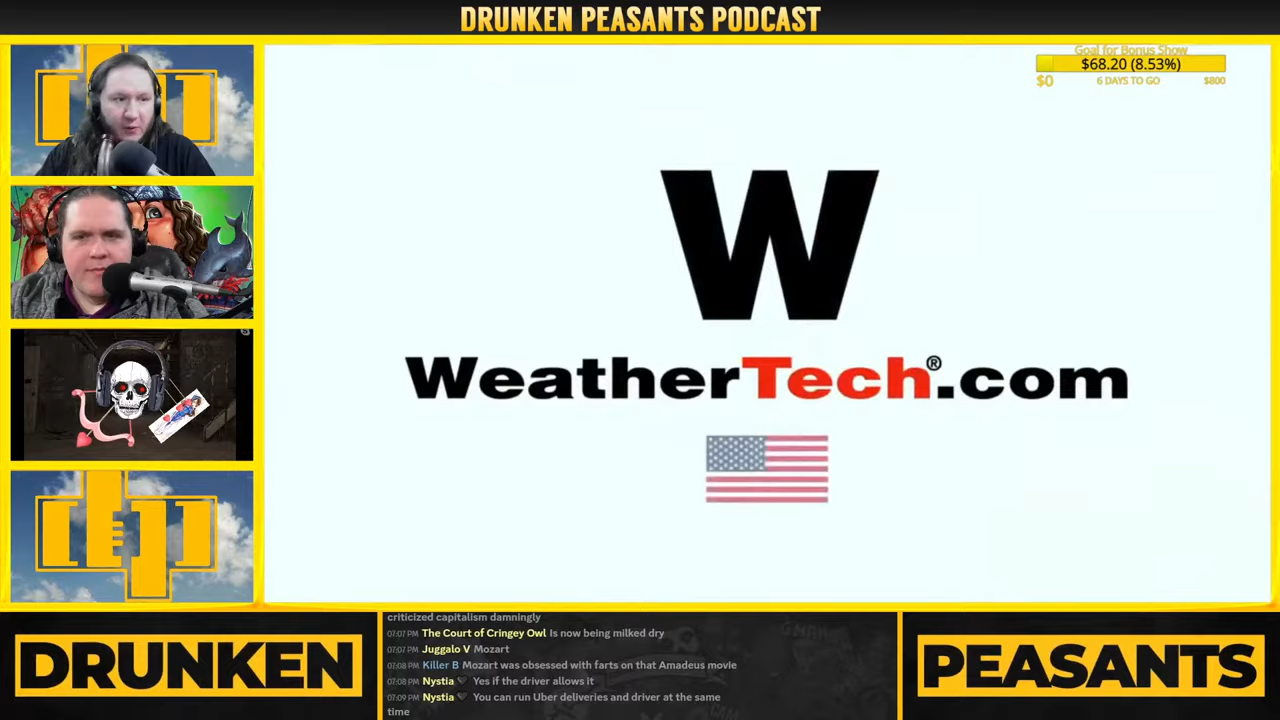 DRUNKEN PEASANTS PODCAST
Goal for Bonus Show
$68.20 (8.53%)
$0 6 DAYS TO GO $800
W
WeatherTech®.com
criticized capitalism damningly
07:07 PM The Court of Cringey Owl Is now being milked dry
07:07 PM Juggalo V Mozart
07:08 PM Killer B Mozart was obsessed with farts on that Amadeus movie
07:08 PM Nystia Yes if the driver allows it
07:09 PM Nystia You can run Uber deliveries and driver at the same
time
DRUNKEN
PEASANTS